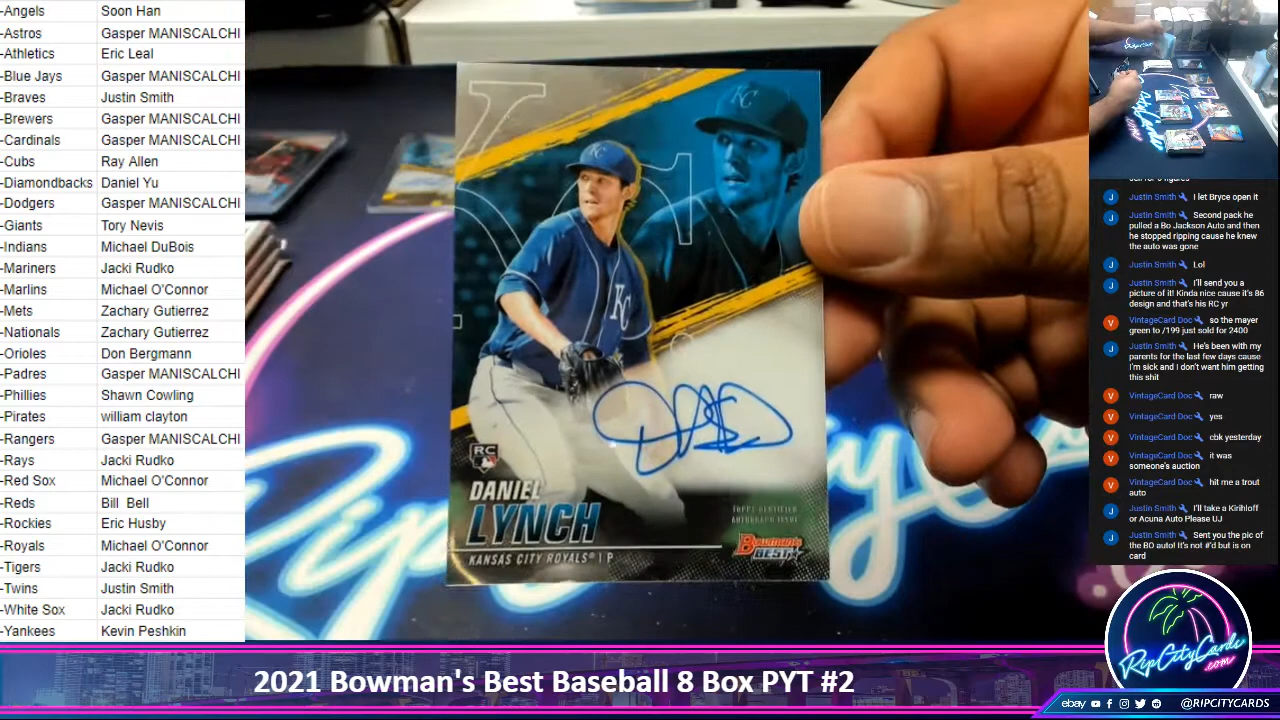 -Angels Soon Han
-Astros Gasper MANISCALCHI
-Athletics Eric Leal
-Blue Jays Gasper MANISCALCHI
-Braves Justin Smith
-Brewers Gasper MANISCALCHI
-Cardinals Gasper MANISCALCHI
-Cubs Ray Allen
-Diamondbacks Daniel Yu
-Dodgers Gasper MANISCALCHI
-Giants Tory Nevis
-Indians Michael DuBois
-Mariners Jacki Rudko
-Marlins Michael O'Connor
-Mets Zachary Gutierrez
-Nationals Zachary Gutierrez
-Orioles Don Bergmann
-Padres Gasper MANISCALCHI
-Phillies Shawn Cowling
-Pirates william clayton
-Rangers Gasper MANISCALCHI
-Rays Jacki Rudko
-Red Sox Michael O'Connor
-Reds Bill Bell
-Rockies Eric Husby
-Royals Michael O'Connor
-Tigers Jacki Rudko
-Twins Justin Smith
-White Sox Jacki Rudko
-Yankees Kevin Peshkin
KC
KC
KC
RC
DANIEL
LYNCH
KANSAS CITY ROYALS® | P
TOPPS CERTIFIED
AUTOGRAPH ISSUE
BOWMAN'S
BEST
J Justin Smith I let Bryce open it
J Justin Smith Second pack he
pulled a Bo Jackson Auto and then
he stopped ripping cause he knew
the auto was gone
J Justin Smith Lol
J Justin Smith I'll send you a
picture of it! Kinda nice cause it's 86
design and that's his RC yr
V VintageCard Doc so the mayer
green to /199 just sold for 2400
J Justin Smith He's been with my
parents for the last few days cause
I'm sick and I don't want him getting
this shit
V VintageCard Doc raw
V VintageCard Doc yes
V VintageCard Doc cbk yesterday
V VintageCard Doc it was
someone's auction
V VintageCard Doc hit me a trout
auto
J Justin Smith I'll take a Kirihloff
or Acuna Auto Please UJ
J Justin Smith Sent you the pic of
the BO auto! It's not #'d but is on
card
RipCityCards
.com
2021 Bowman's Best Baseball 8 Box PYT #2
ebay @RIPCITYCARDS